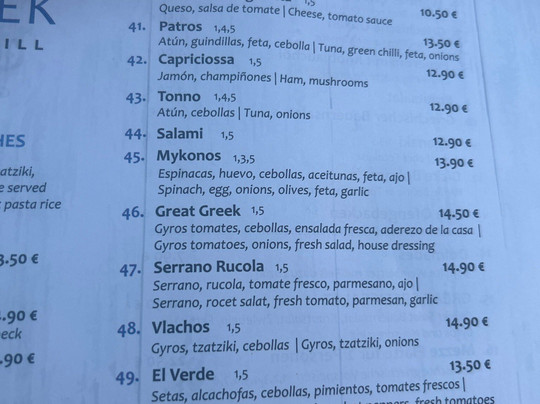 EK
ILL
HES
atziki,
e served
pasta rice
3.50 €
.90 €
eck
.90 €
1,5
Queso, salsa de tomate | Cheese, tomato sauce 10.50 €
41. Patros 1,4,5 13.50 €
Atún, guindillas, feta, cebolla | Tuna, green chilli, feta, onions
42. Capriciossa 1,5 12.90 €
Jamón, champiñones | Ham, mushrooms
43. Tonno 1,4,5 12.90 €
Atún, cebollas | Tuna, onions
44. Salami 1,5 12.90 €
45. Mykonos 1,3,5 13.90 €
Espinacas, huevo, cebollas, aceitunas, feta, ajo |
Spinach, egg, onions, olives, feta, garlic
46. Great Greek 1,5 14.50 €
Gyros tomates, cebollas, ensalada fresca, aderezo de la casa |
Gyros tomatoes, onions, fresh salad, house dressing
47. Serrano Rucola 1,5 14.90 €
Serrano, rucola, tomate fresco, parmesano, ajo |
Serrano, rocet salat, fresh tomato, parmesan, garlic
48. Vlachos 1,5 14.90 €
Gyros, tzatziki, cebollas | Gyros, tzatziki, onions
49. El Verde 1,5 13.50 €
Setas, alcachofas, cebollas, pimientos, tomates frescos |
fresh tomatoes